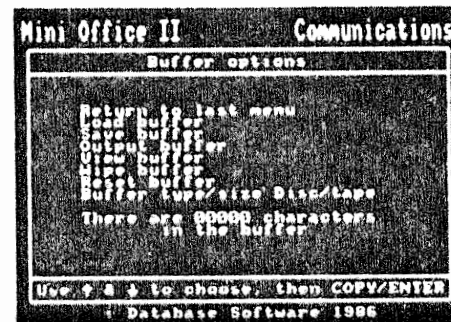 Mini Office II Communications
Buffer options
Return to last menu
Load buffer
Save buffer
Output buffer
View buffer
Wipe buffer
Reset buffer
Buffer type/size Disc/tape
There are 00000 characters
in the buffer
Use ↑ & ↓ to choose, then COPY/ENTER
Database Software 1986